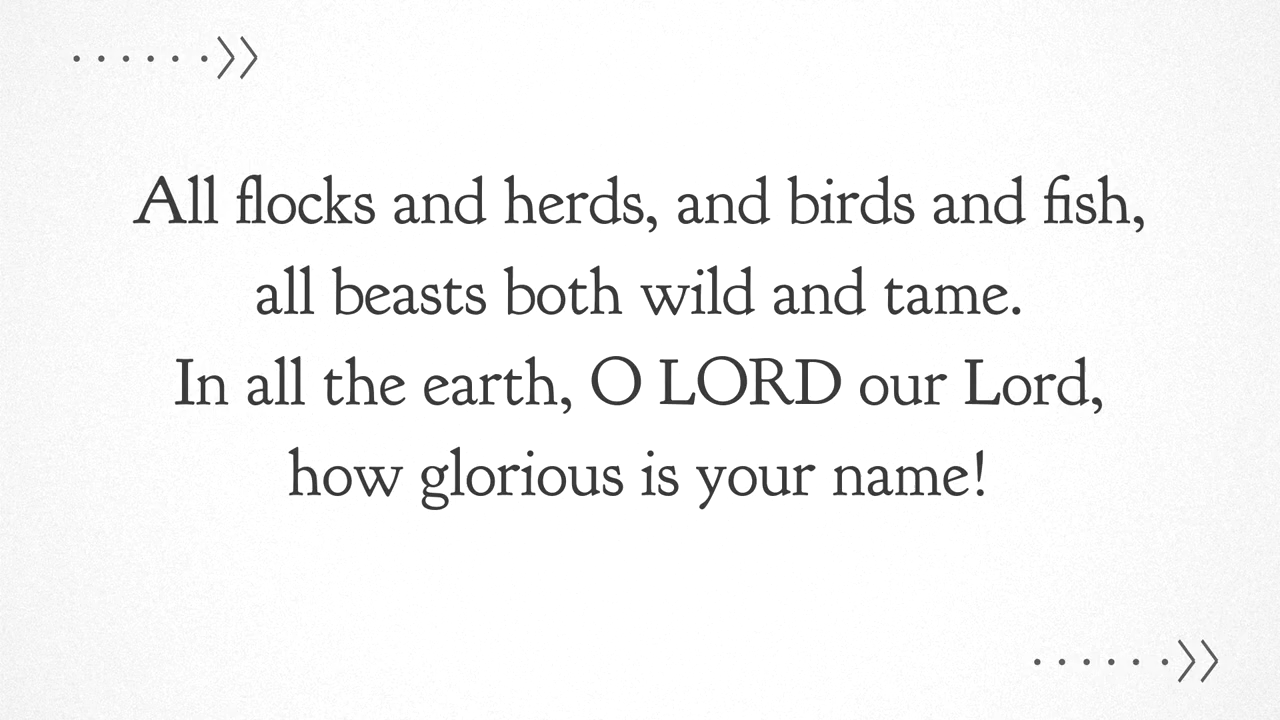 All flocks and herds, and birds and fish,
all beasts both wild and tame.
In all the earth, O LORD our Lord,
how glorious is your name!